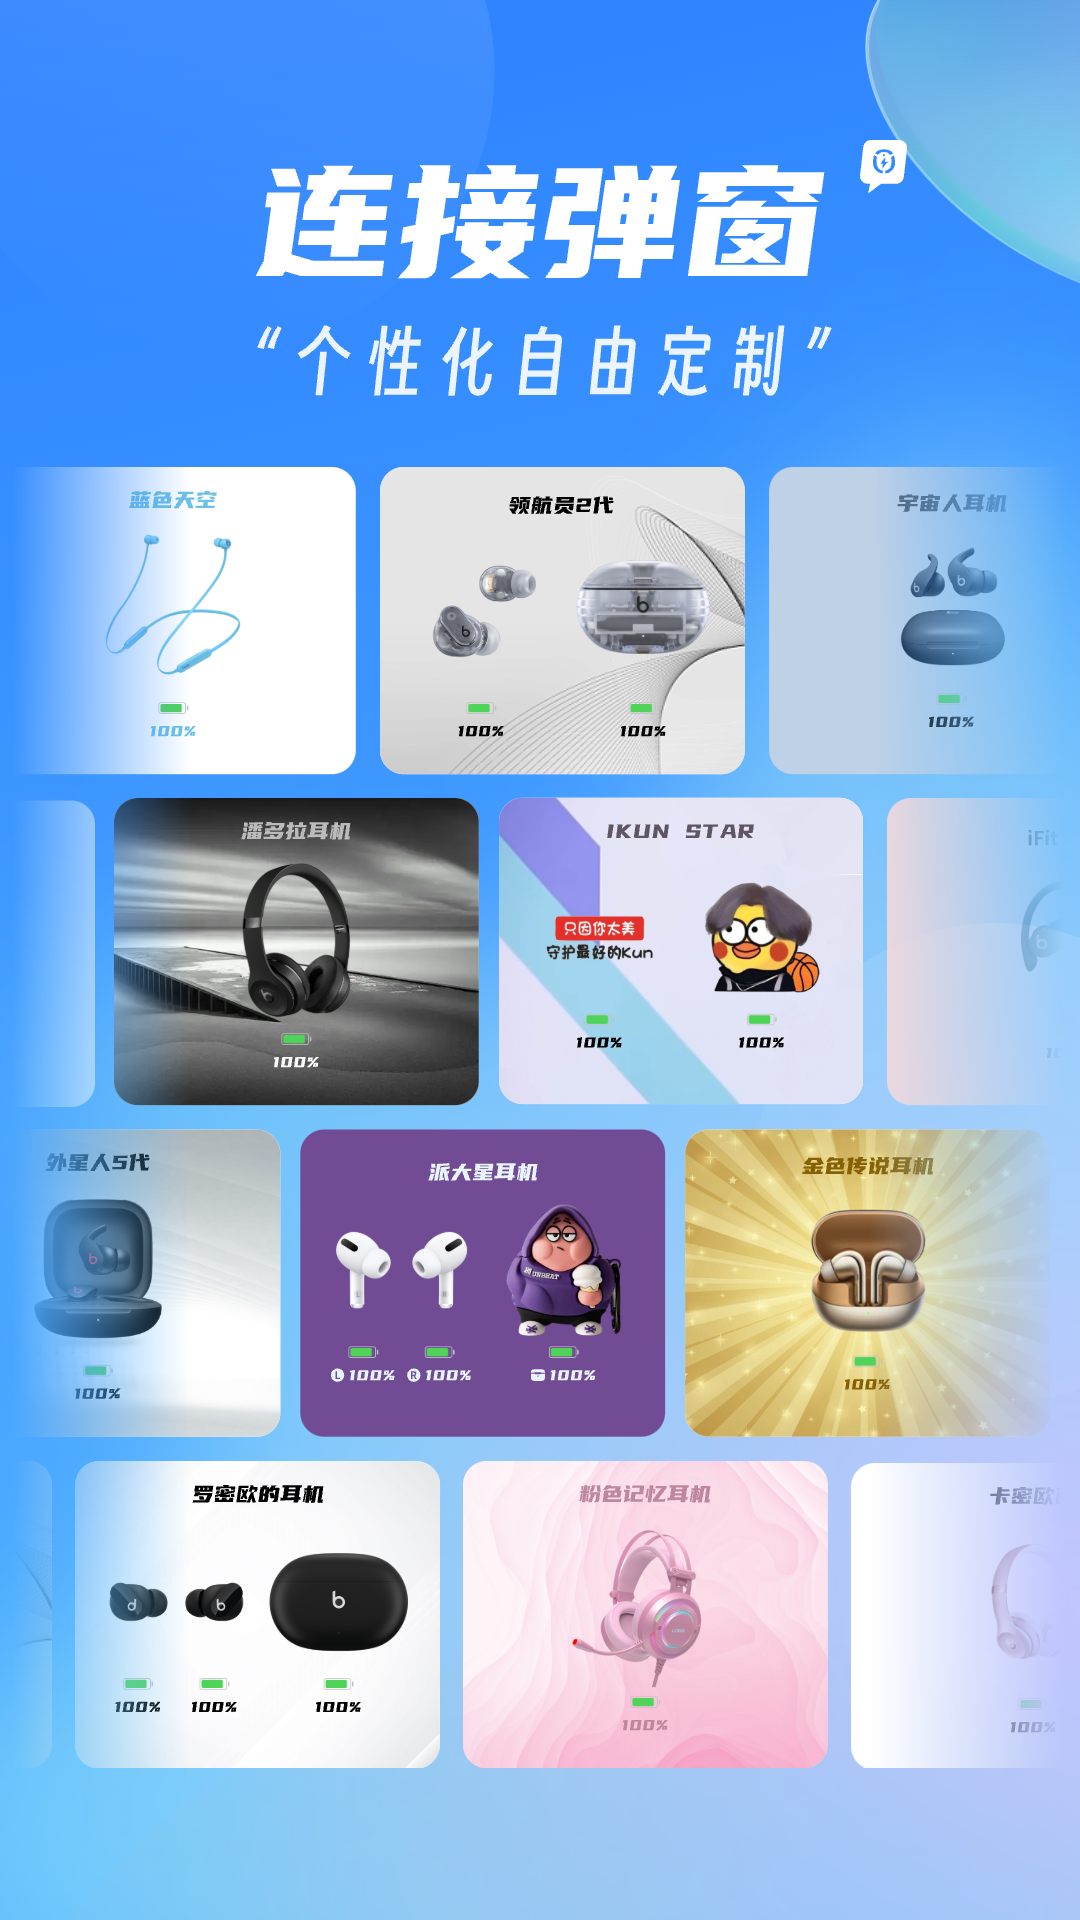 连接弹窗
“个性化自由定制”
蓝色天空
100%
领航员2代
100%
100%
宇宙人耳机
100%
潘多拉耳机
100%
IKUN STAR
只因你太美
守护最好的Kun
100%
100%
iFit
外星人5代
100%
派大星耳机
UNBEAT
L 100%
R 100%
100%
金色传说耳机
100%
罗密欧的耳机
100%
100%
100%
粉色记忆耳机
100%
卡密欧
100%